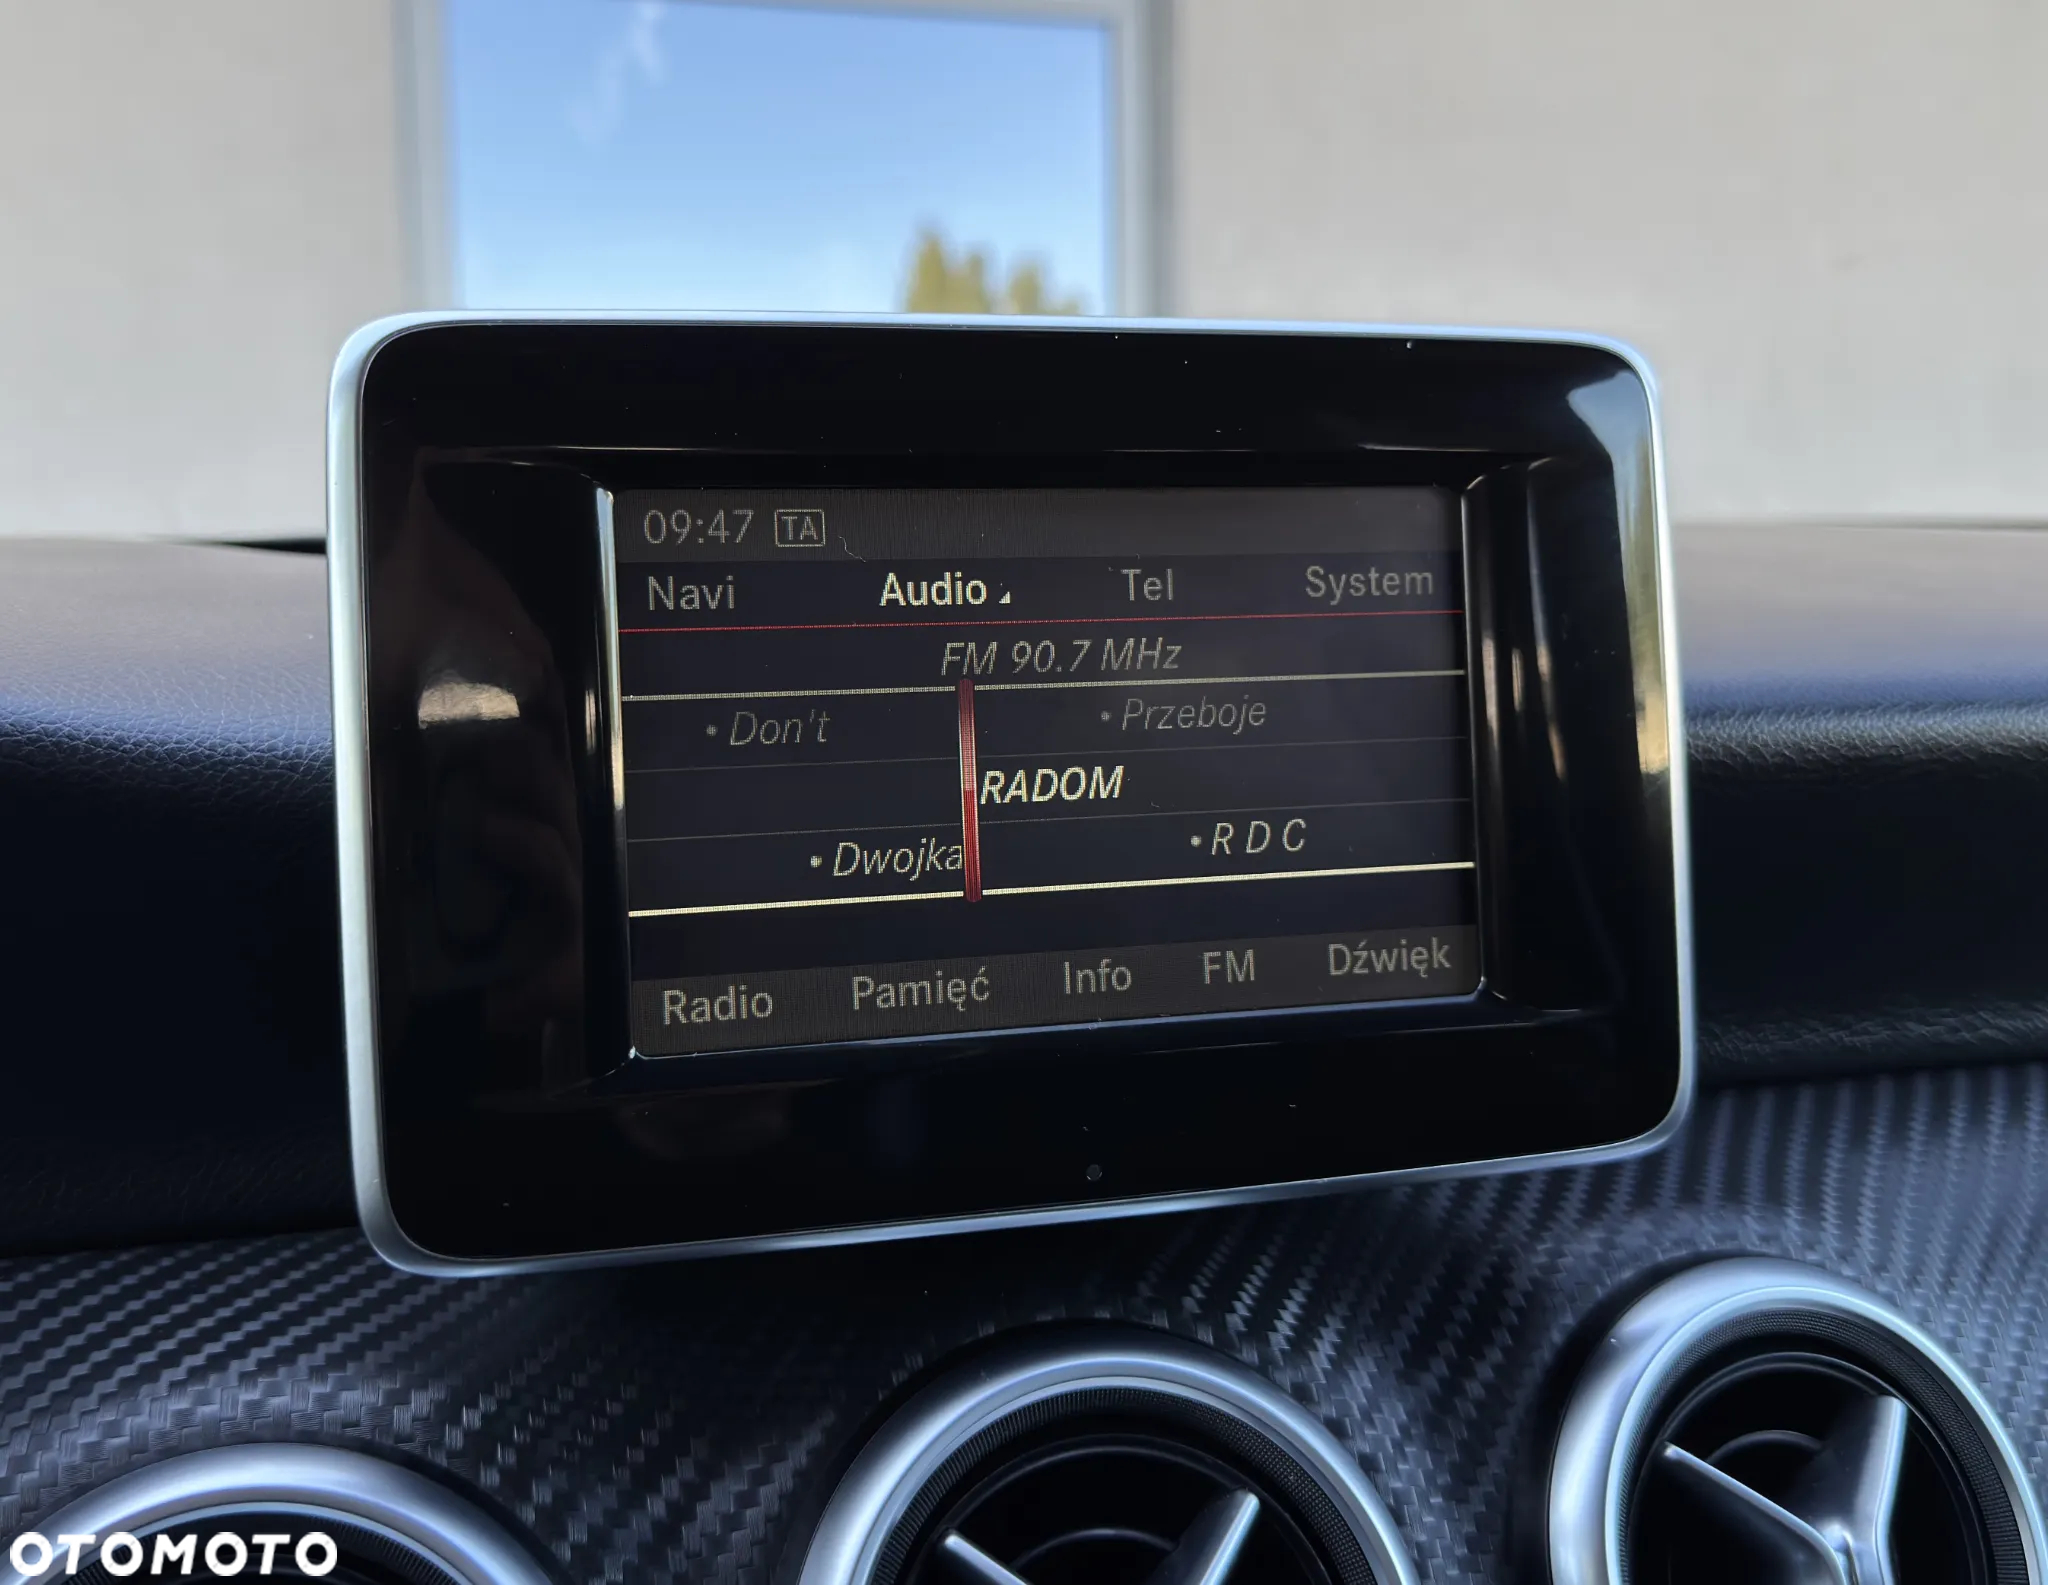 09:47 TA
Navi Audio Tel System
FM 90.7 MHz
• Don't • Przeboje
RADOM
• Dwojka • R D C
Radio Pamięć Info FM Dźwięk
OTOMOTO